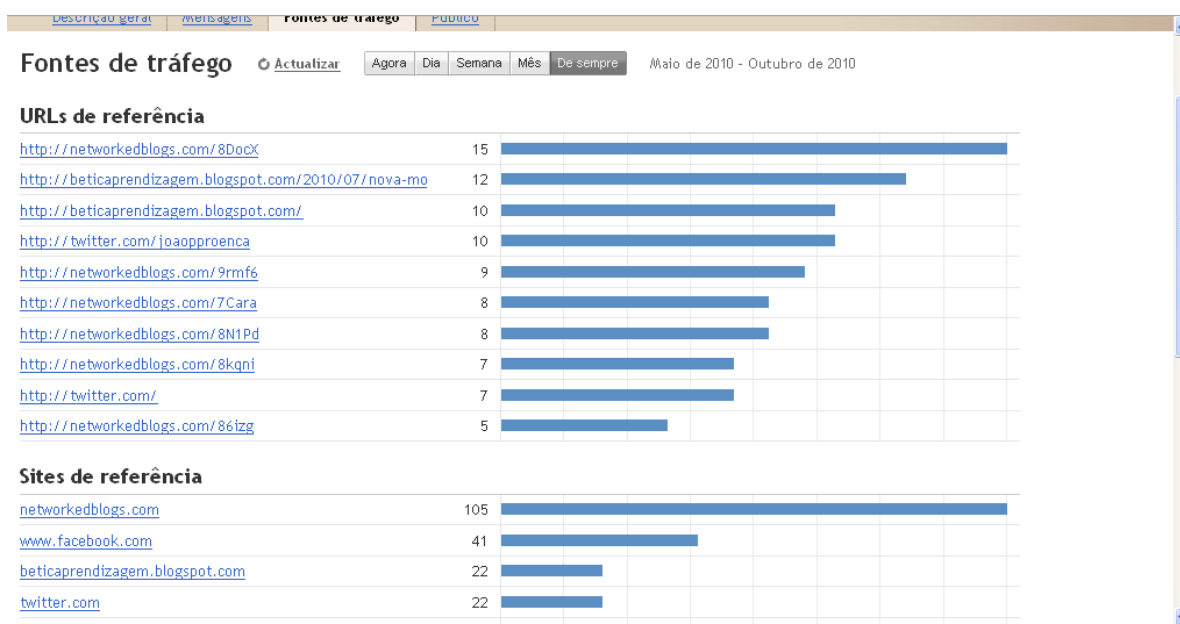 Descrição geral Mensagens Fontes de tráfego Público
Fontes de tráfego Actualizar Agora Dia Semana Mês De sempre Maio de 2010 - Outubro de 2010
URLs de referência
http://networkedblogs.com/8DocX 15
http://beticaprendizagem.blogspot.com/2010/07/nova-mo 12
http://beticaprendizagem.blogspot.com/ 10
http://twitter.com/joaopproenca 10
http://networkedblogs.com/9rmf6 9
http://networkedblogs.com/7Cara 8
http://networkedblogs.com/8N1Pd 8
http://networkedblogs.com/8kqni 7
http://twitter.com/ 7
http://networkedblogs.com/86izg 5
Sites de referência
networkedblogs.com 105
www.facebook.com 41
beticaprendizagem.blogspot.com 22
twitter.com 22